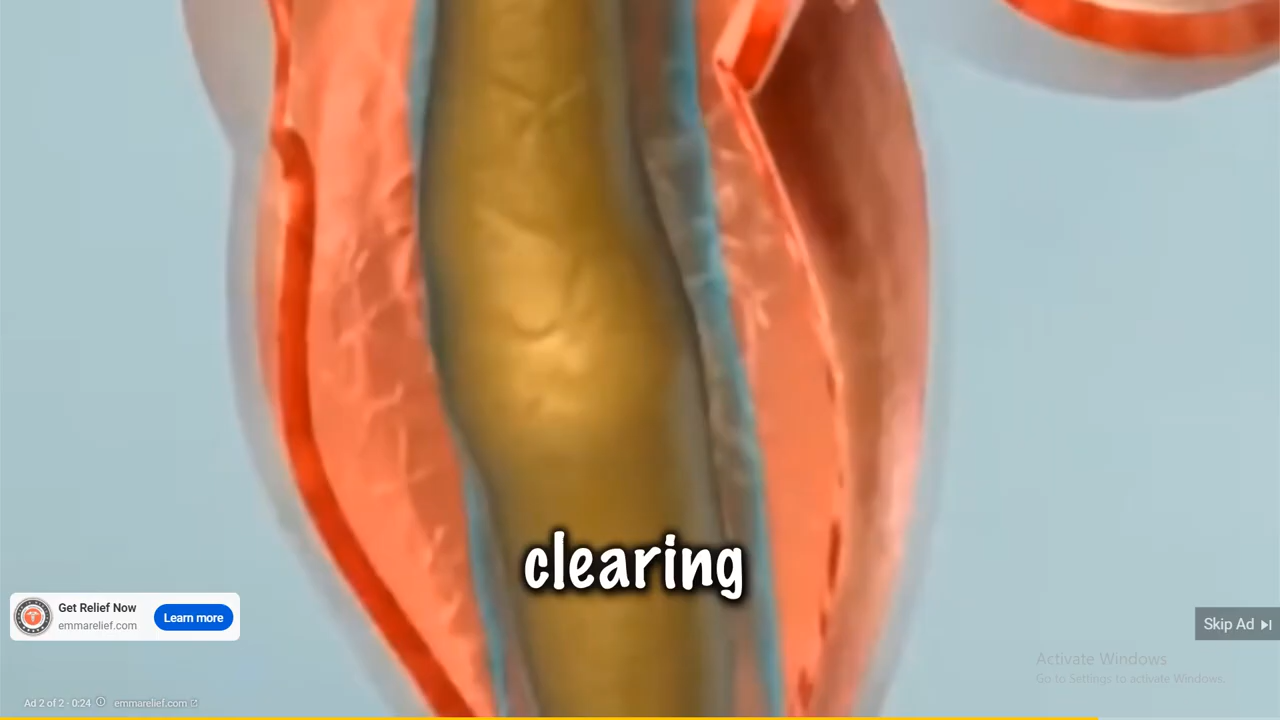 clearing
Get Relief Now
emmarelief.com
Learn more
Skip Ad
Activate Windows
Go to Settings to activate Windows.
Ad 2 of 2 · 0:24
emmarelief.com